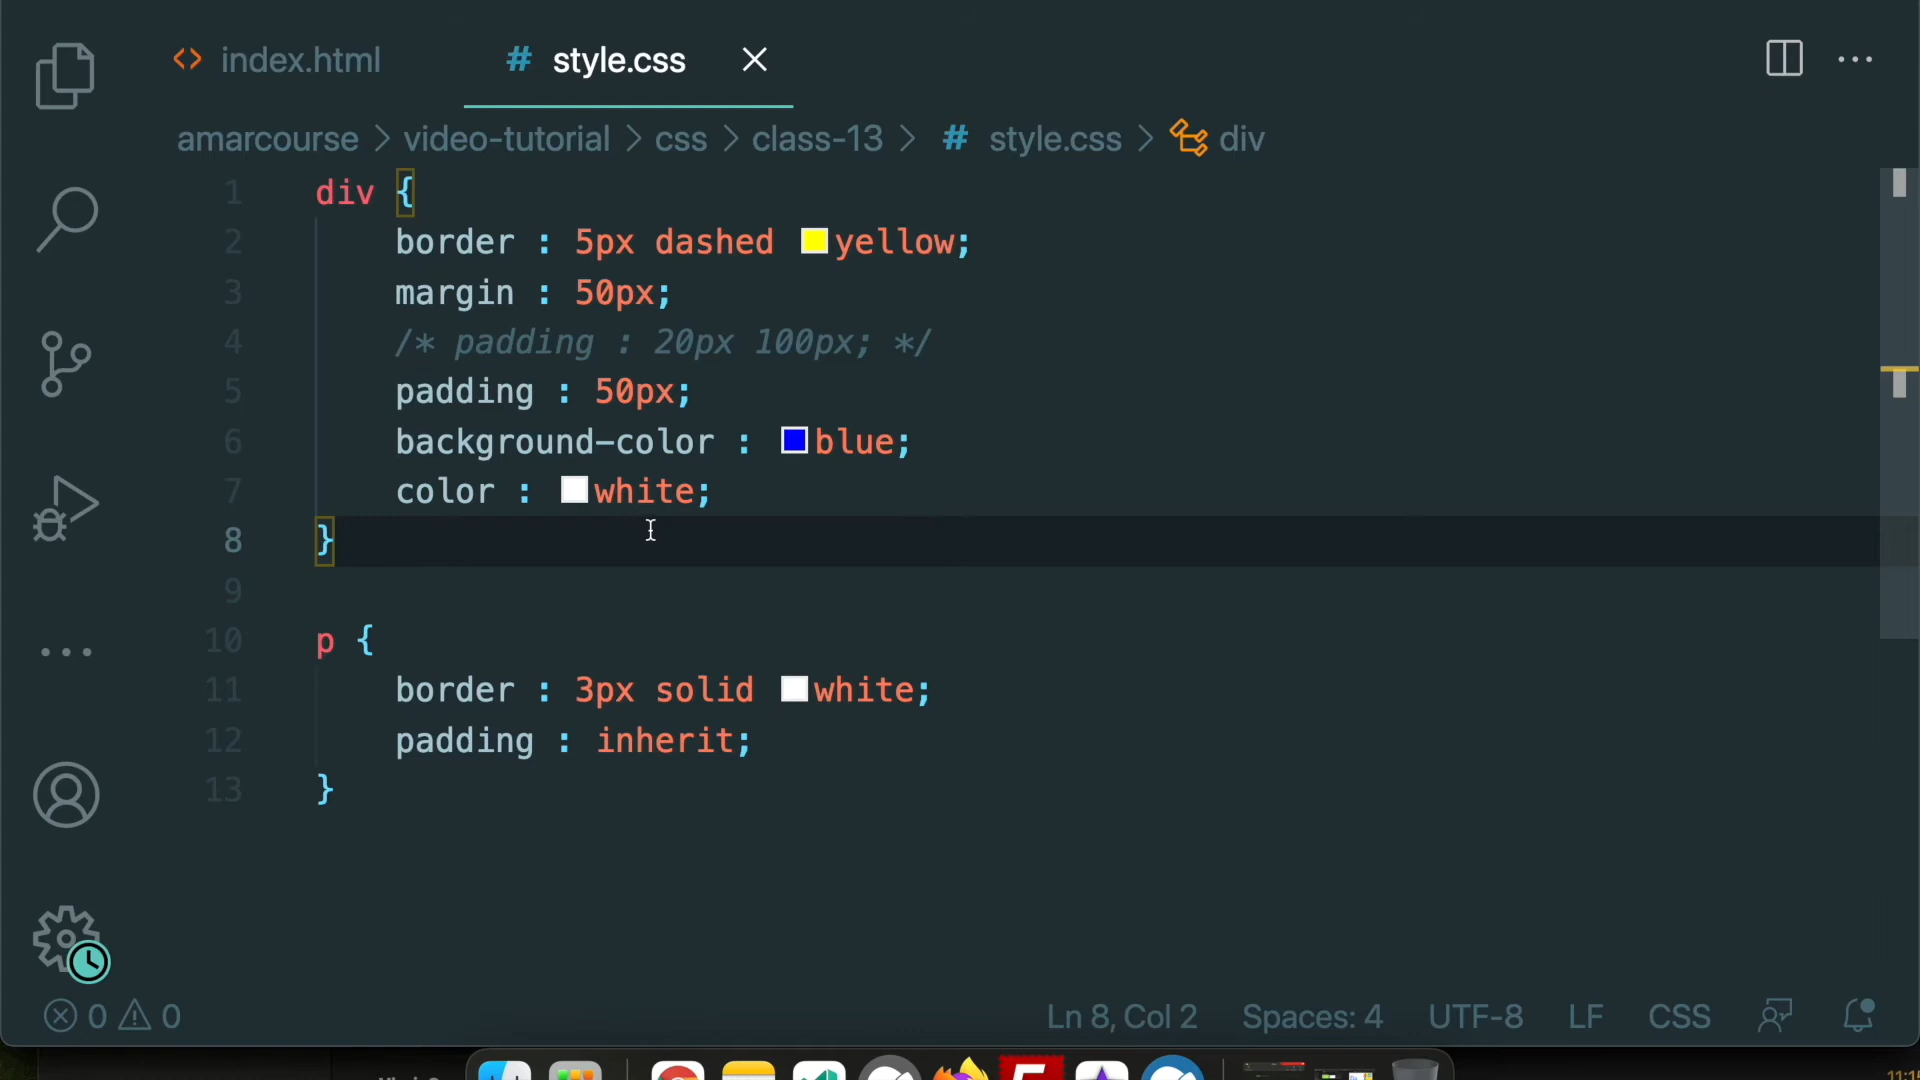 index.html # style.css
amarcourse > video-tutorial > css > class-13 > # style.css > div
1 div {
2 border : 5px dashed yellow;
3 margin : 50px;
4 /* padding : 20px 100px; */
5 padding : 50px;
6 background-color : blue;
7 color : white;
8 }
9
10 p {
11 border : 3px solid white;
12 padding : inherit;
13 }
0 0 Ln 8, Col 2 Spaces: 4 UTF-8 LF CSS